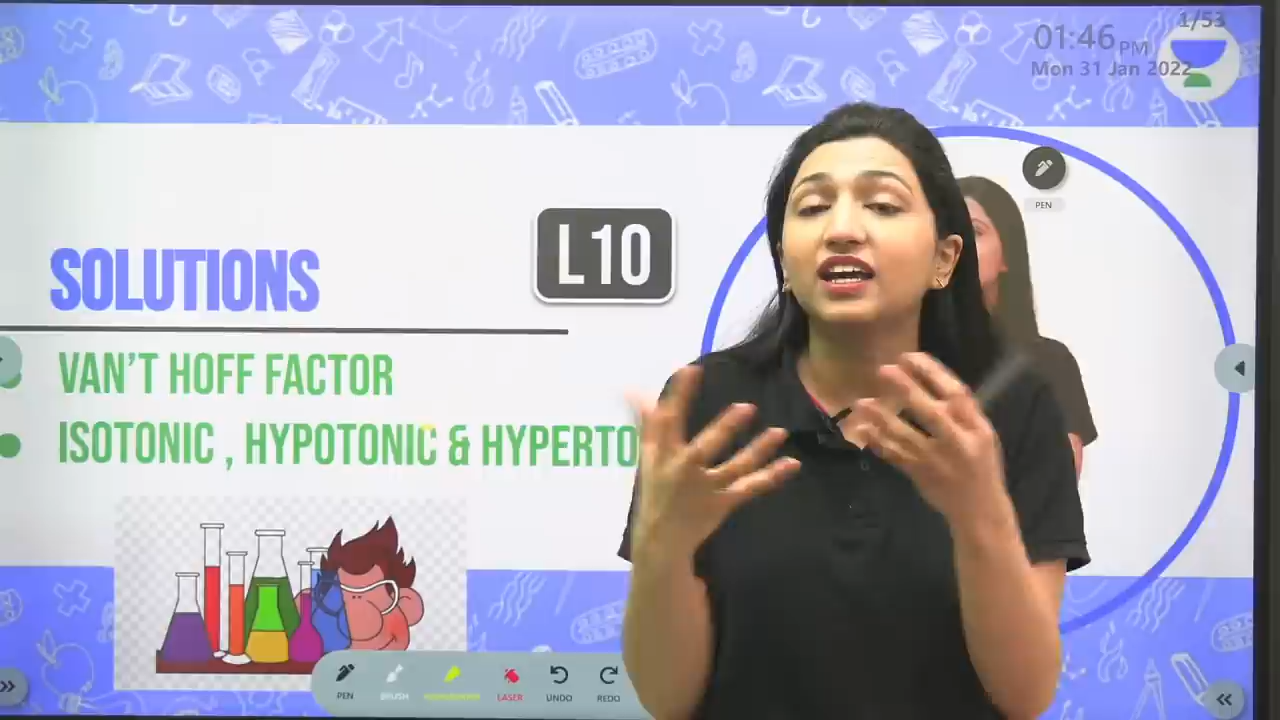 1/53
01:46 PM
Mon 31 Jan 2022
PEN
L10
SOLUTIONS
VAN'T HOFF FACTOR
ISOTONIC , HYPOTONIC & HYPERTO
PEN BRUSH LASER UNDO REDO